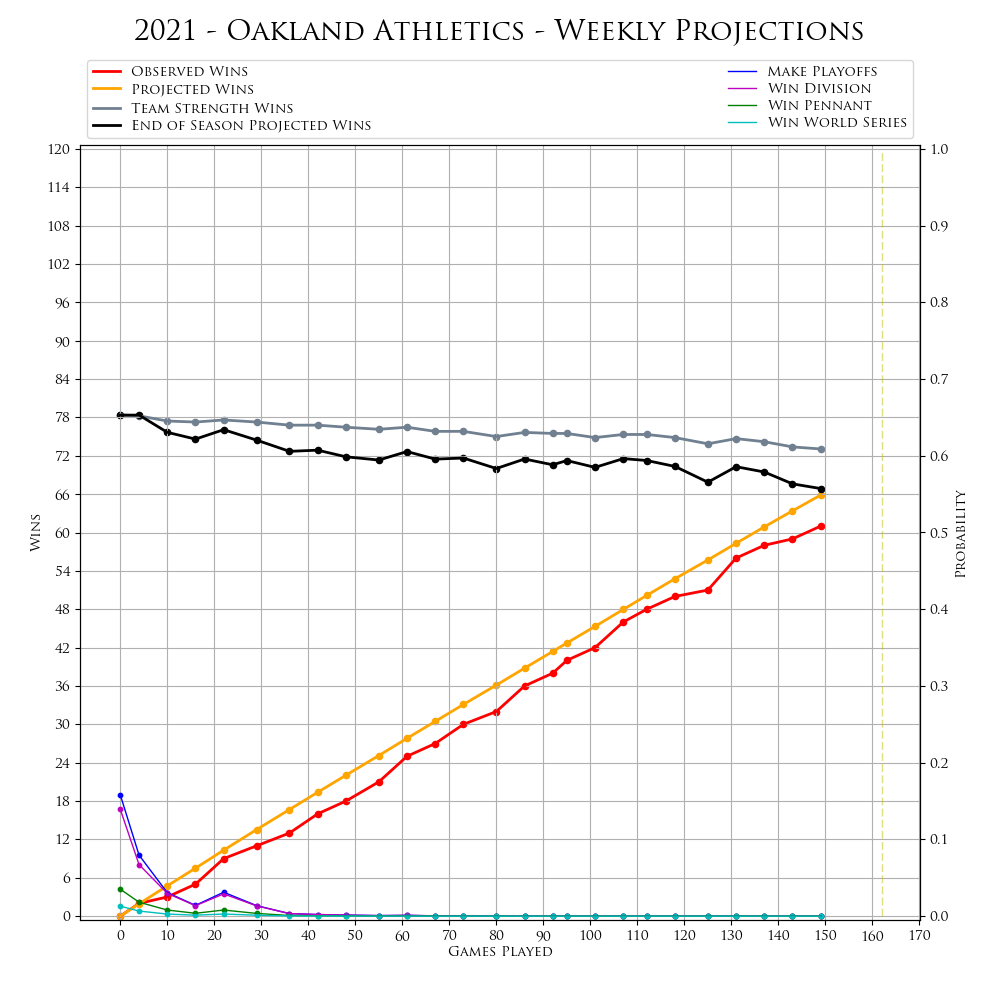 2021 - Oakland Athletics - Weekly Projections
Observed Wins
Projected Wins
Team Strength Wins
End of Season Projected Wins
Make Playoffs
Win Division
Win Pennant
Win World Series
120
114
108
102
96
90
84
78
72
66
60
54
48
42
36
30
24
18
12
6
0
Wins
1.0
0.9
0.8
0.7
0.6
0.5
0.4
0.3
0.2
0.1
0.0
Probability
0 10 20 30 40 50 60 70 80 90 100 110 120 130 140 150 160 170
Games Played